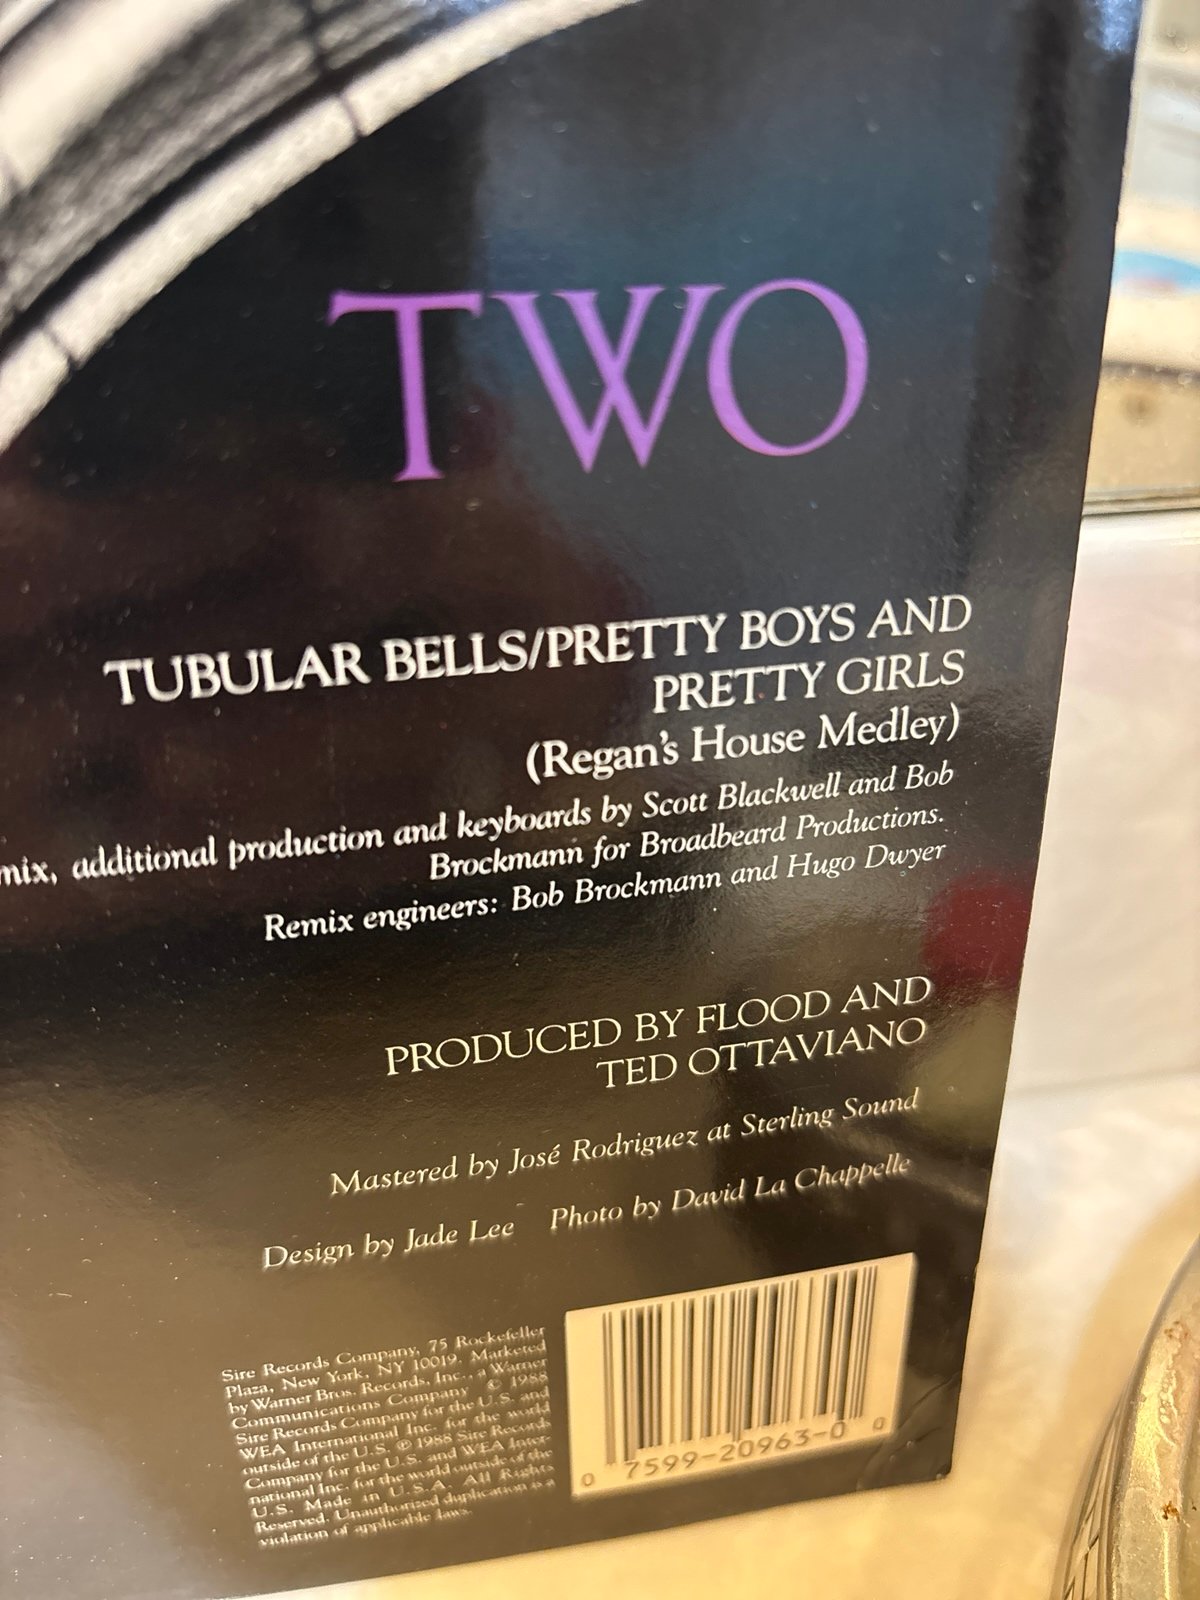 TWO
TUBULAR BELLS/PRETTY BOYS AND
PRETTY GIRLS
(Regan's House Medley)
mix, additional production and keyboards by Scott Blackwell and Bob
Brockmann for Broadbeard Productions.
Remix engineers: Bob Brockmann and Hugo Dwyer
PRODUCED BY FLOOD AND
TED OTTAVIANO
Mastered by José Rodriguez at Sterling Sound
Design by Jade Lee Photo by David La Chappelle
Sire Records Company, 75 Rockefeller
Plaza, New York, NY 10019. Marketed
by Warner Bros. Records, Inc., a Warner
Communications Company ℗ 1988
Sire Records Company for the U.S. and
WEA International Inc. for the world
outside of the U.S. © 1988 Sire Records
Company for the U.S. and WEA Inter-
national Inc. for the world outside of the
U.S. Made in U.S.A. All Rights
Reserved. Unauthorized duplication is a
violation of applicable laws.
0 7599-20963-0 0